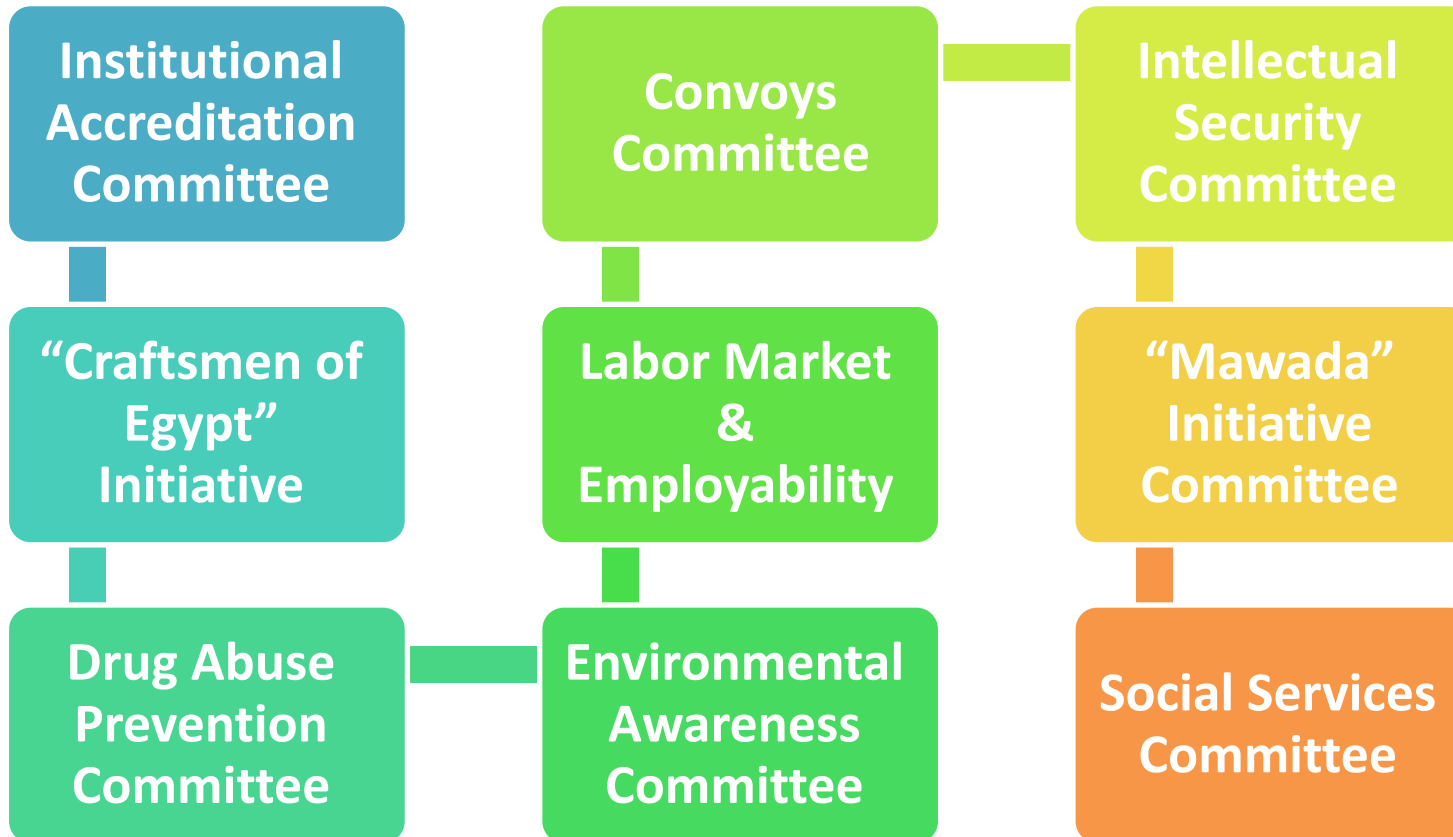 Institutional
Accreditation
Committee
“Craftsmen of
Egypt”
Initiative
Drug Abuse
Prevention
Committee
Environmental
Awareness
Committee
Labor Market
&
Employability
Convoys
Committee
Intellectual
Security
Committee
“Mawada”
Initiative
Committee
Social Services
Committee